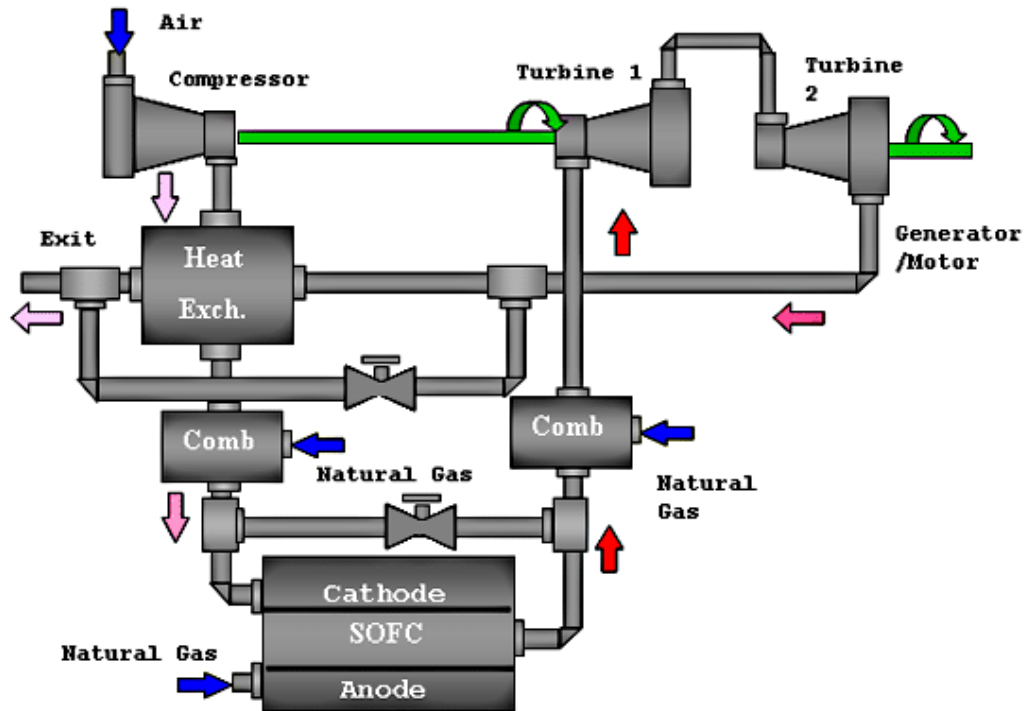 Air
Compressor
Turbine 1
Turbine
2
Exit
Heat
Exch.
Generator
/Motor
Comb
Comb
Natural Gas
Natural
Gas
Cathode
SOFC
Natural Gas
Anode